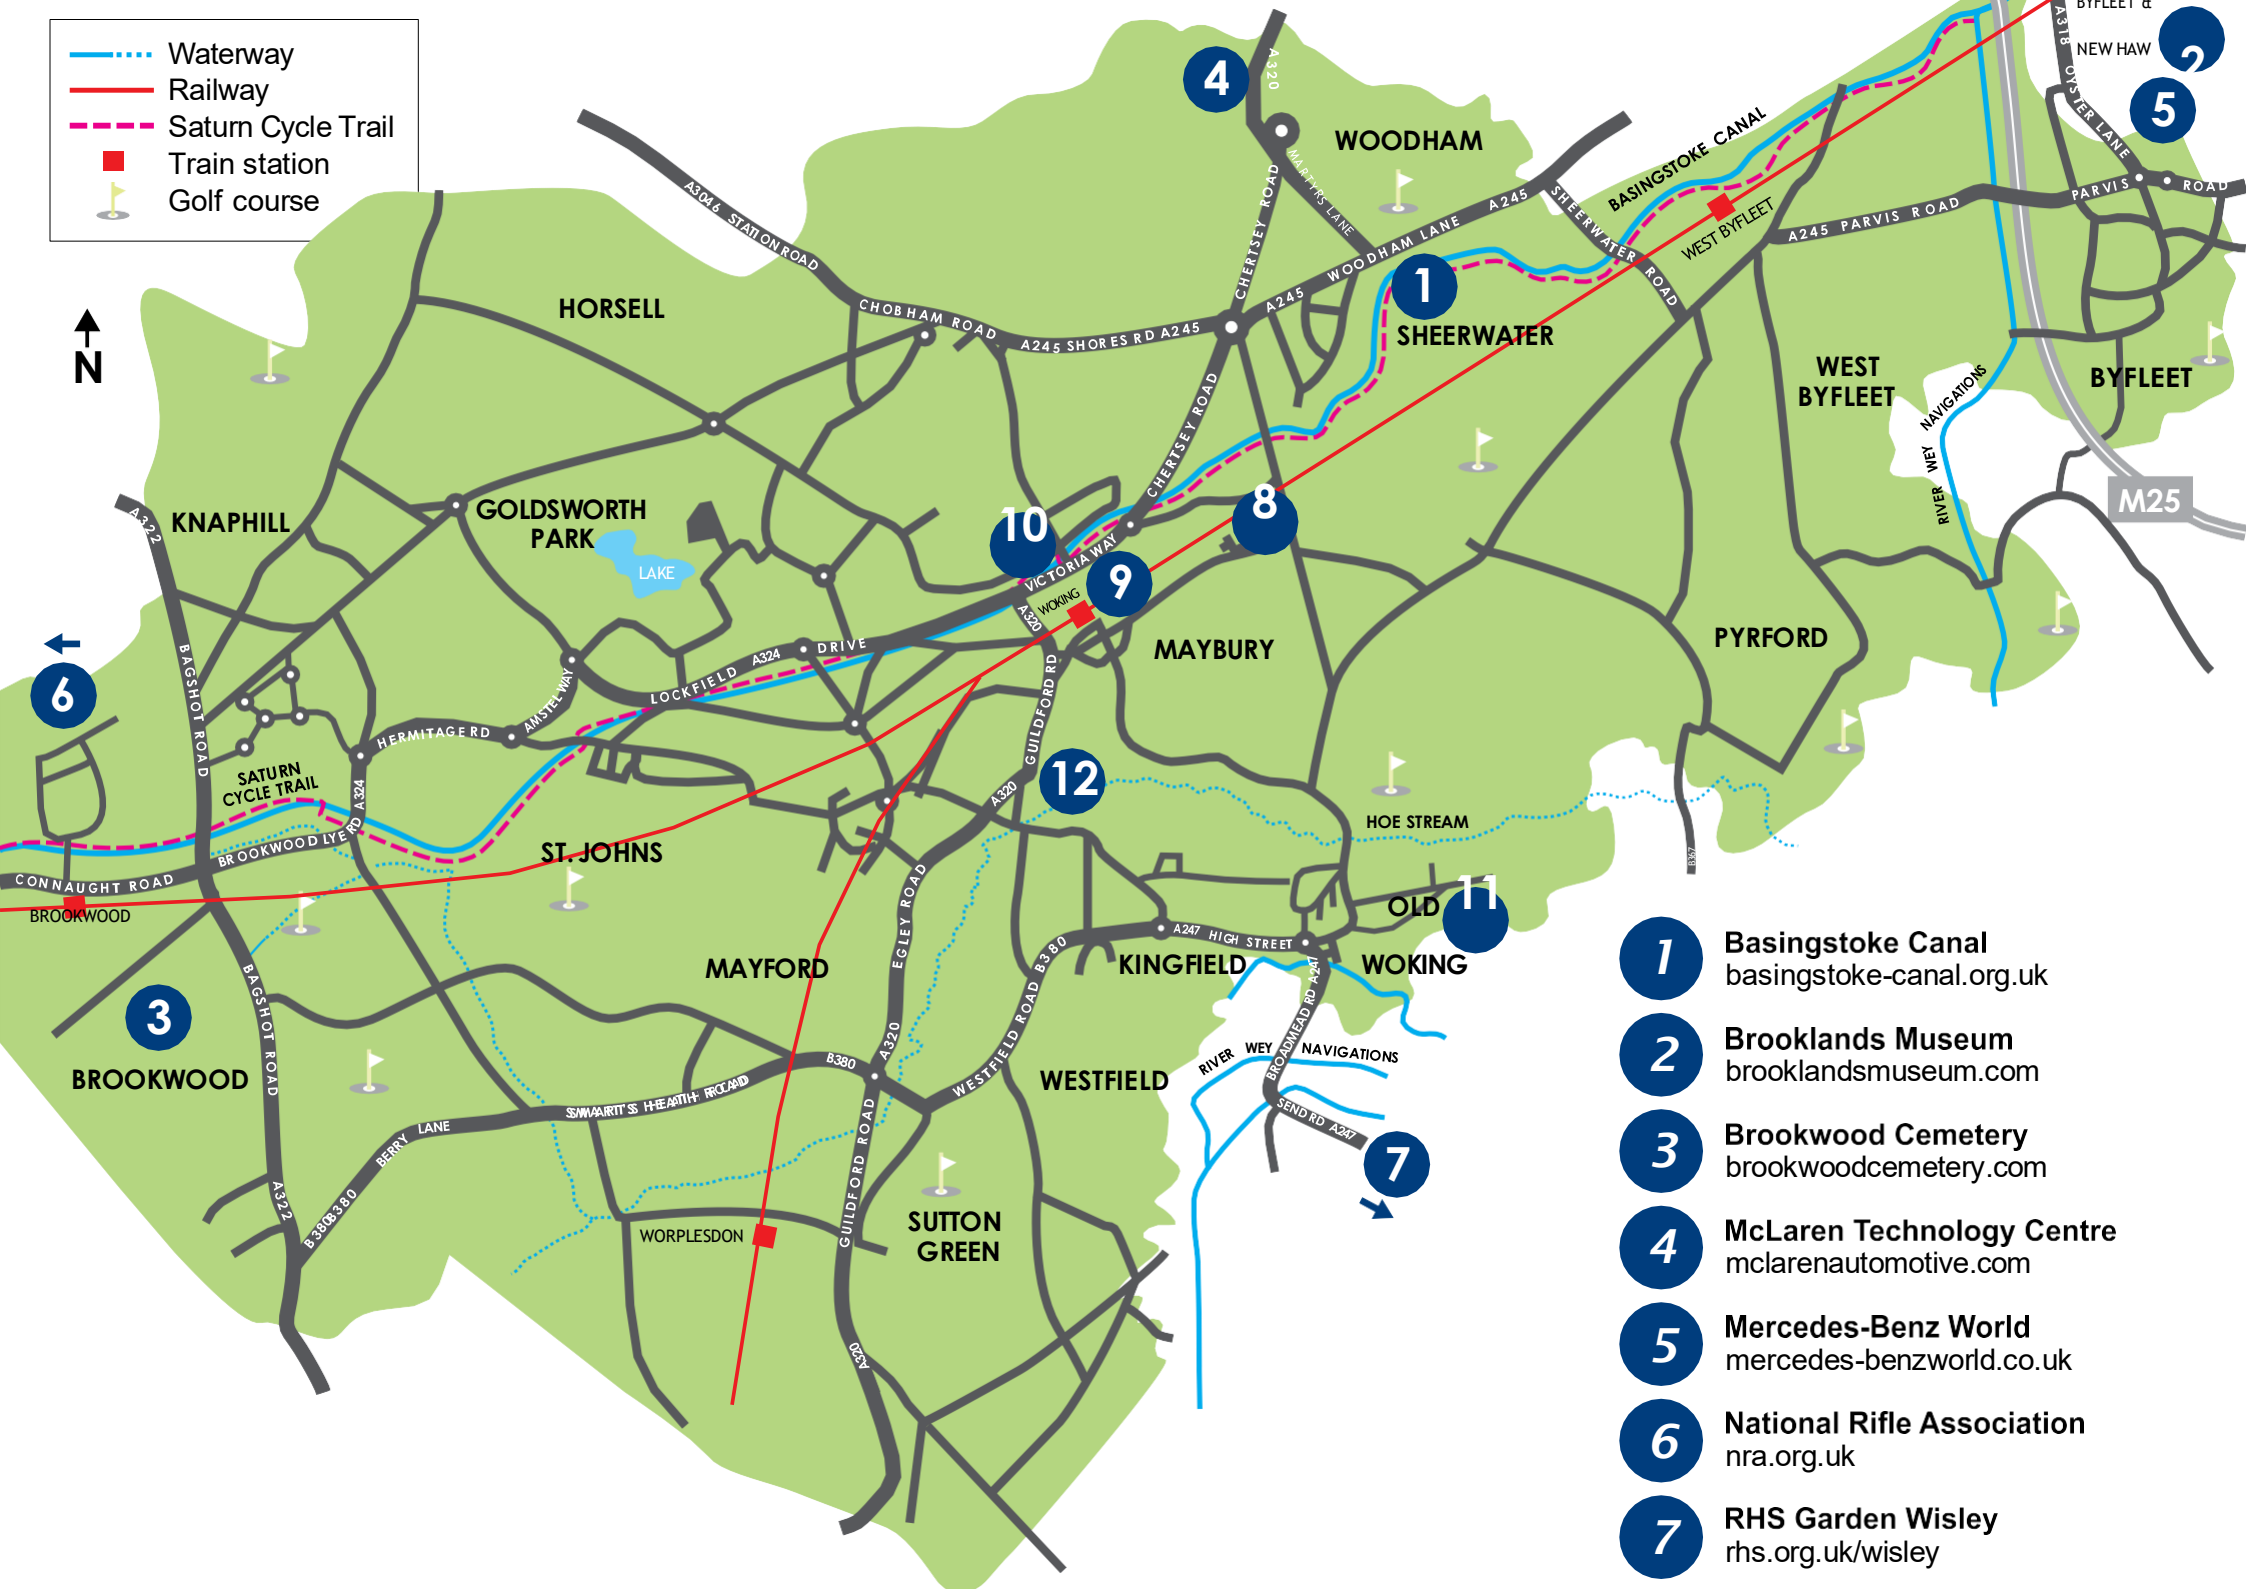 Waterway
Railway
Saturn Cycle Trail
Train station
Golf course
N
BYFLEET &
NEW HAW
2
5
A318
OYSTER LANE
4
A320
WOODHAM
MARTYRS LANE
CHERTSEY ROAD
BASINGSTOKE CANAL
A3046 STATION ROAD
SHEERWATER ROAD
WEST BYFLEET
A245 PARVIS ROAD
PARVIS
ROAD
WOODHAM LANE
A245
A245
HORSELL
CHOBHAM ROAD
A245 SHORES RD A245
1
SHEERWATER
WEST
BYFLEET
BYFLEET
RIVER WEY NAVIGATIONS
M25
CHERTSEY ROAD
KNAPHILL
A322
GOLDSWORTH
PARK
LAKE
10
8
VICTORIA WAY
9
WOKING
A320
MAYBURY
PYRFORD
6
BAGSHOT ROAD
LOCKFIELD
A324
DRIVE
AMSTEL WAY
HERMITAGE RD
GUILDFORD RD
SATURN
CYCLE TRAIL
A324
12
A320
HOE STREAM
B367
BROOKWOOD LYE RD
ST. JOHNS
CONNAUGHT ROAD
BROOKWOOD
EGLEY ROAD
OLD
11
WOKING
A247 HIGH STREET
KINGFIELD
B380
MAYFORD
WESTFIELD ROAD
BROADMEAD RD A247
3
BROOKWOOD
BAGSHOT ROAD
A320
B380
RIVER WEY NAVIGATIONS
WESTFIELD
SMART'S HEATH ROAD
BERRY LANE
SEND RD A247
7
A322
B380
B380
GUILDFORD ROAD
WORPLESDON
SUTTON
GREEN
A320
1 Basingstoke Canal
basingstoke-canal.org.uk
2 Brooklands Museum
brooklandsmuseum.com
3 Brookwood Cemetery
brookwoodcemetery.com
4 McLaren Technology Centre
mclarenautomotive.com
5 Mercedes-Benz World
mercedes-benzworld.co.uk
6 National Rifle Association
nra.org.uk
7 RHS Garden Wisley
rhs.org.uk/wisley